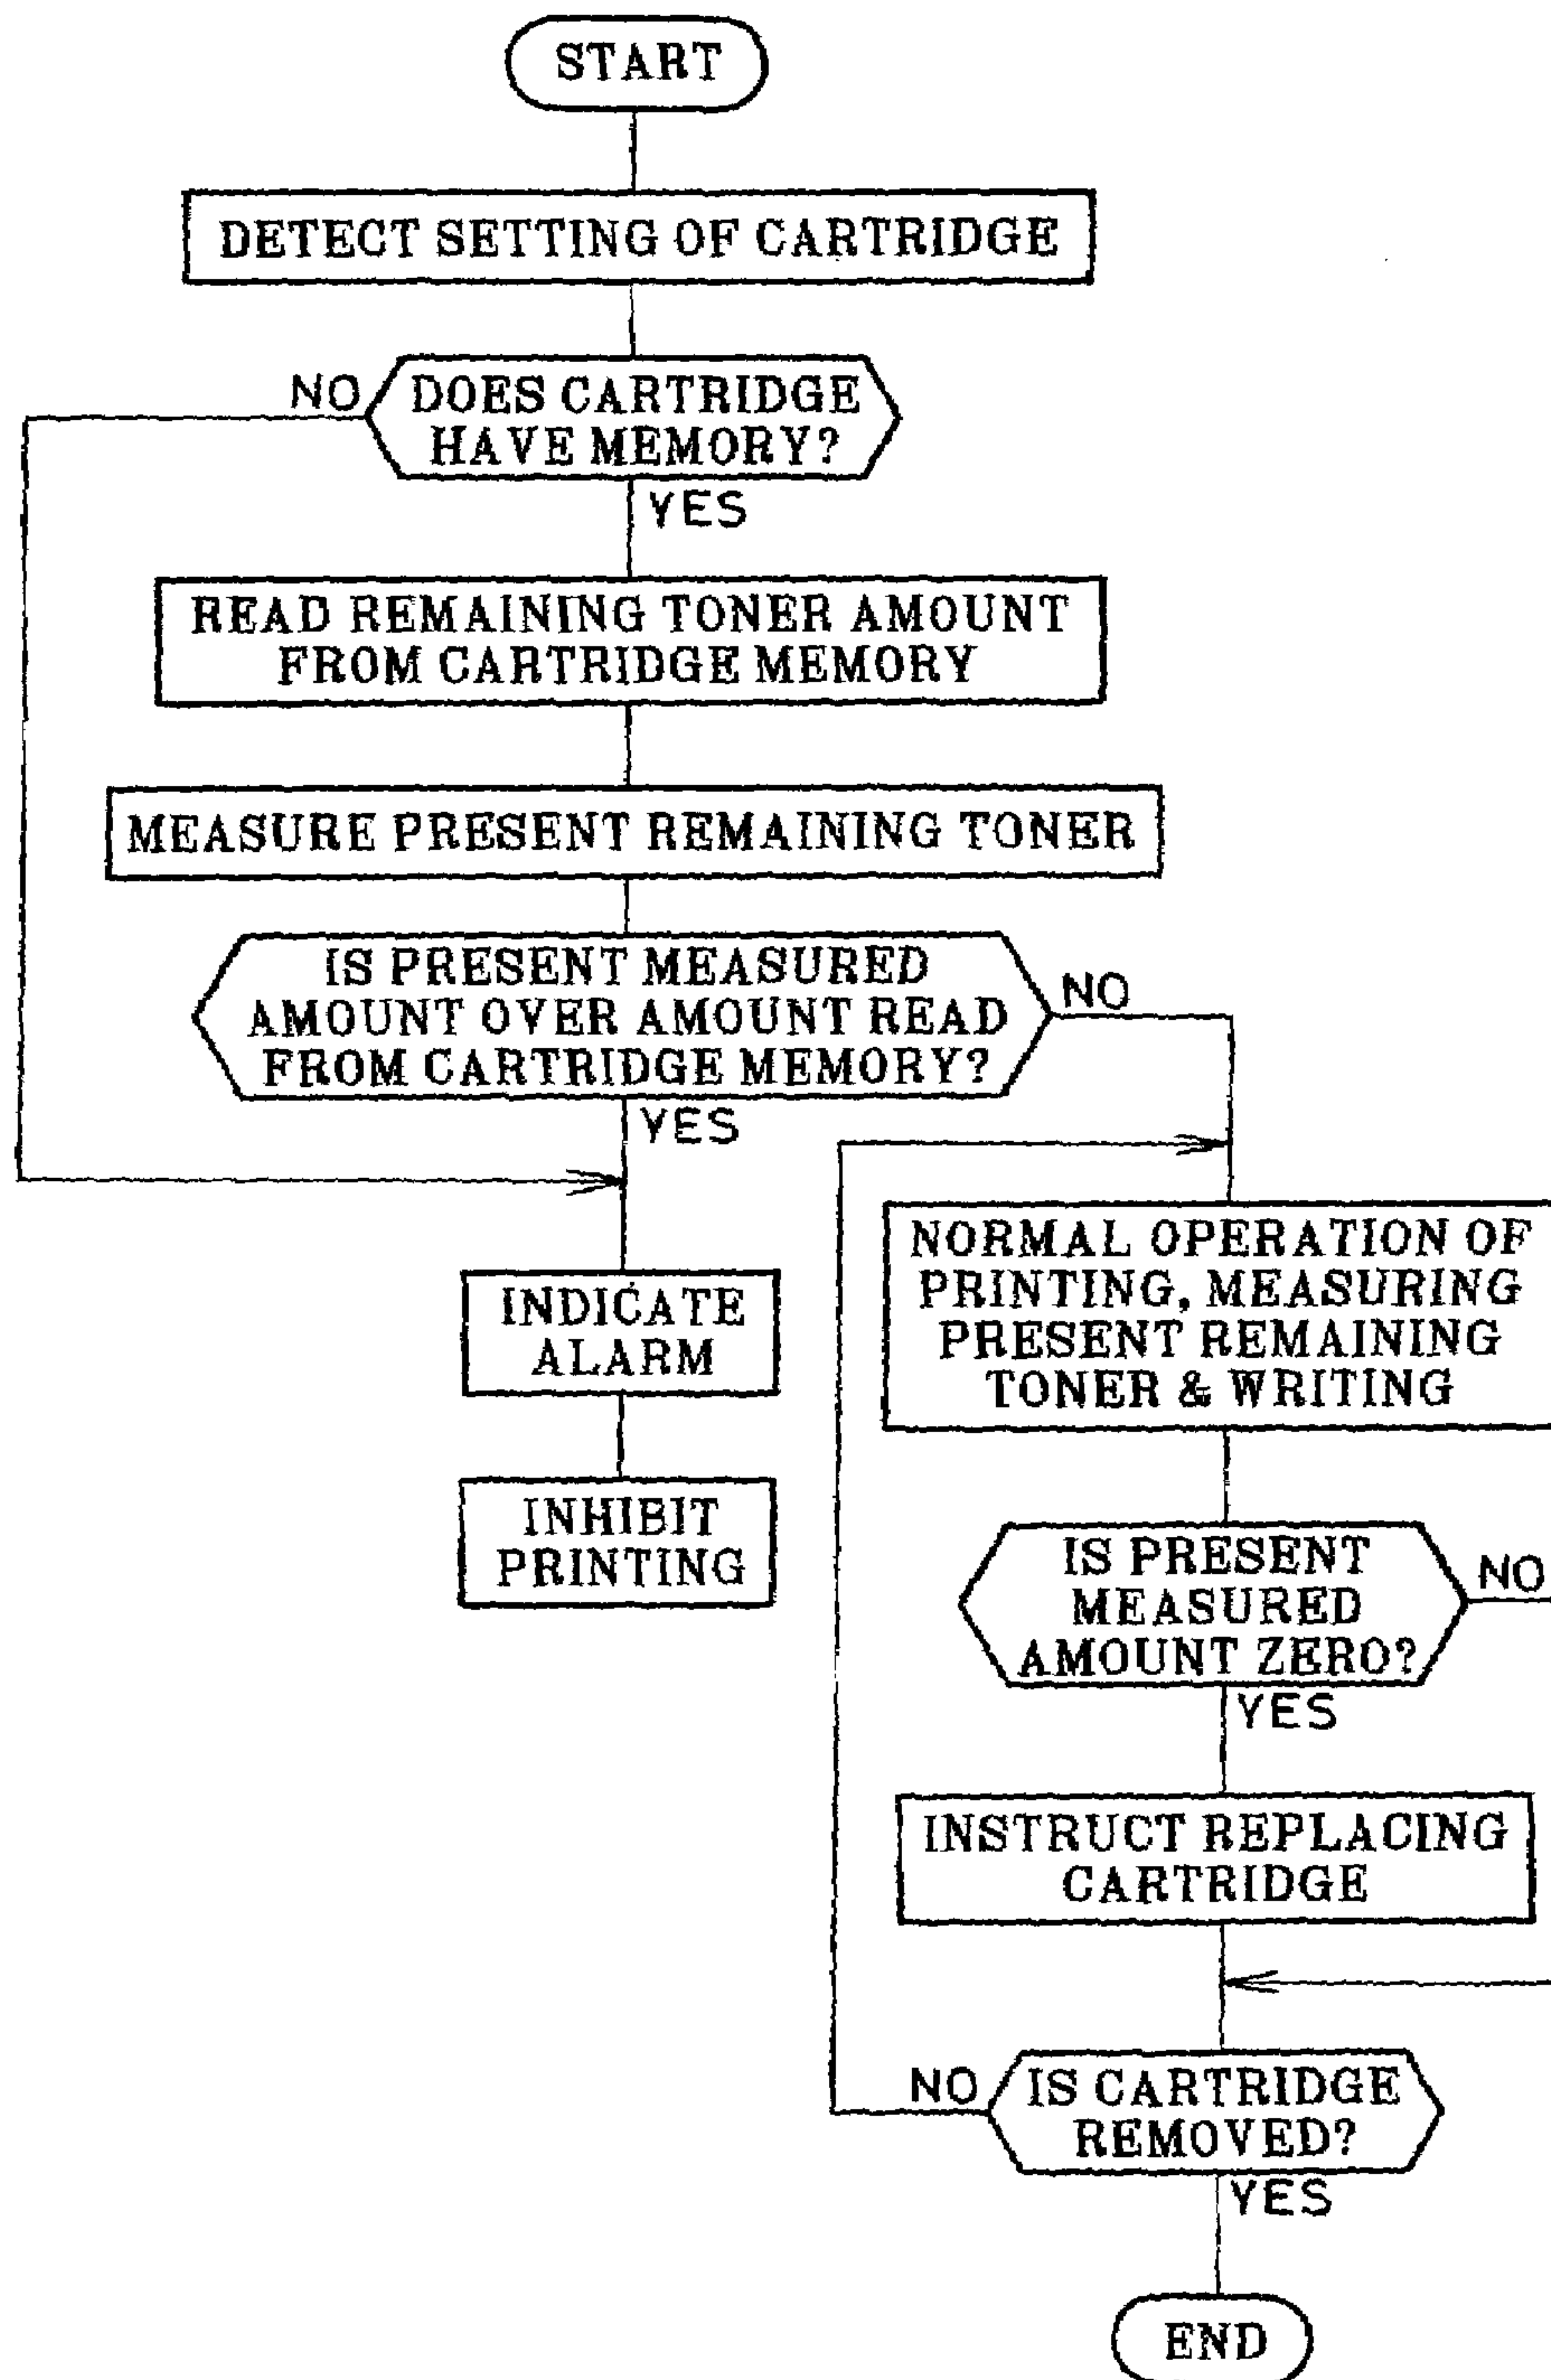 START
DETECT SETTING OF CARTRIDGE
NO
DOES CARTRIDGE
HAVE MEMORY?
YES
READ REMAINING TONER AMOUNT
FROM CARTRIDGE MEMORY
MEASURE PRESENT REMAINING TONER
IS PRESENT MEASURED
AMOUNT OVER AMOUNT READ
FROM CARTRIDGE MEMORY?
NO
YES
INDICATE
ALARM
INHIBIT
PRINTING
NORMAL OPERATION OF
PRINTING, MEASURING
PRESENT REMAINING
TONER & WRITING
IS PRESENT
MEASURED
AMOUNT ZERO?
NO
YES
INSTRUCT REPLACING
CARTRIDGE
NO
IS CARTRIDGE
REMOVED?
YES
END